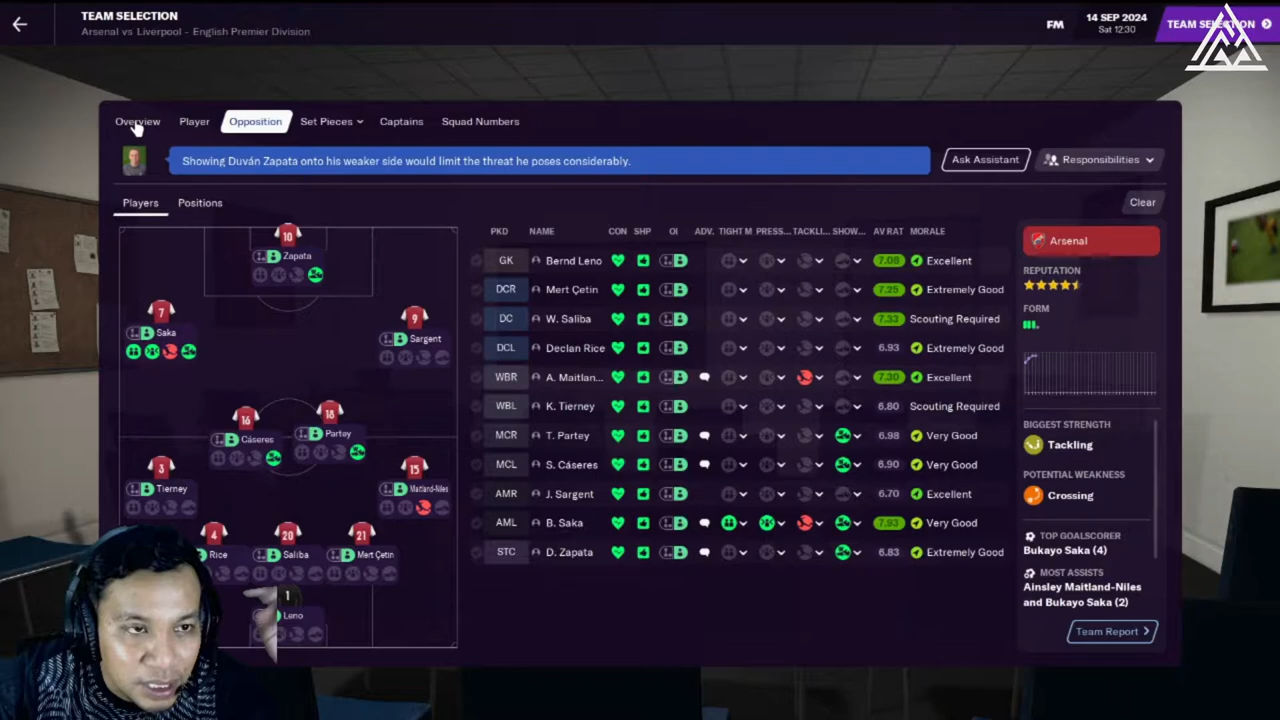 TEAM SELECTION
Arsenal vs Liverpool - English Premier Division
FM
14 SEP 2024
Sat 12:30
TEAM SELECTION
Overview
Player
Opposition
Set Pieces
Captains
Squad Numbers
Showing Duván Zapata onto his weaker side would limit the threat he poses considerably.
Ask Assistant
Responsibilities
Players
Positions
Clear
10
Zapata
7
Saka
9
Sargent
16
Cáseres
18
Partey
3
Tierney
15
Maitland-Niles
4
Rice
20
Saliba
21
Mert Çetin
1
Leno
PKD NAME CON SHP OI ADV. TIGHT M PRESS... TACKLI... SHOW... AV RAT MORALE
GK Bernd Leno 7.08 Excellent
DCR Mert Çetin 7.25 Extremely Good
DC W. Saliba 7.33 Scouting Required
DCL Declan Rice 6.93 Extremely Good
WBR A. Maitlan... 7.30 Excellent
WBL K. Tierney 6.80 Scouting Required
MCR T. Partey 6.98 Very Good
MCL S. Cáseres 6.90 Very Good
AMR J. Sargent 6.70 Excellent
AML B. Saka 7.93 Very Good
STC D. Zapata 6.83 Extremely Good
Arsenal
REPUTATION
FORM
BIGGEST STRENGTH
Tackling
POTENTIAL WEAKNESS
Crossing
TOP GOALSCORER
Bukayo Saka (4)
MOST ASSISTS
Ainsley Maitland-Niles
and Bukayo Saka (2)
Team Report